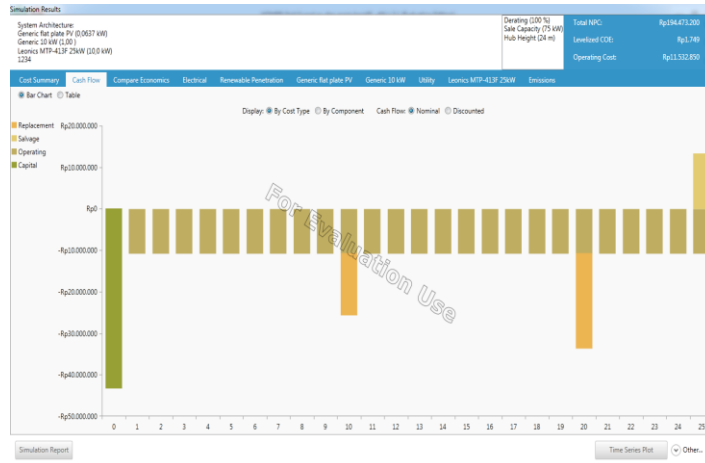 Simulation Results
System Architecture:
Generic flat plate PV (0,0637 kW)
Generic 10 kW (1,00 )
Leonics MTP-413F 25kW (10,0 kW)
1234
Derating (100 %)
Sale Capacity (75 kW)
Hub Height (24 m)
Total NPC: Rp194.473.200
Levelized COE: Rp1.749
Operating Cost: Rp11.532.850
Cost Summary Cash Flow Compare Economics Electrical Renewable Penetration Generic flat plate PV Generic 10 kW Utility Leonics MTP-413F 25kW Emissions
Bar Chart Table
Display: By Cost Type By Component Cash Flow: Nominal Discounted
Replacement
Salvage
Operating
Capital
Rp20.000.000
Rp10.000.000
Rp0
-Rp10.000.000
-Rp20.000.000
-Rp30.000.000
-Rp40.000.000
-Rp50.000.000
For Evaluation Use
0 1 2 3 4 5 6 7 8 9 10 11 12 13 14 15 16 17 18 19 20 21 22 23 24 25
Simulation Report Time Series Plot Other...